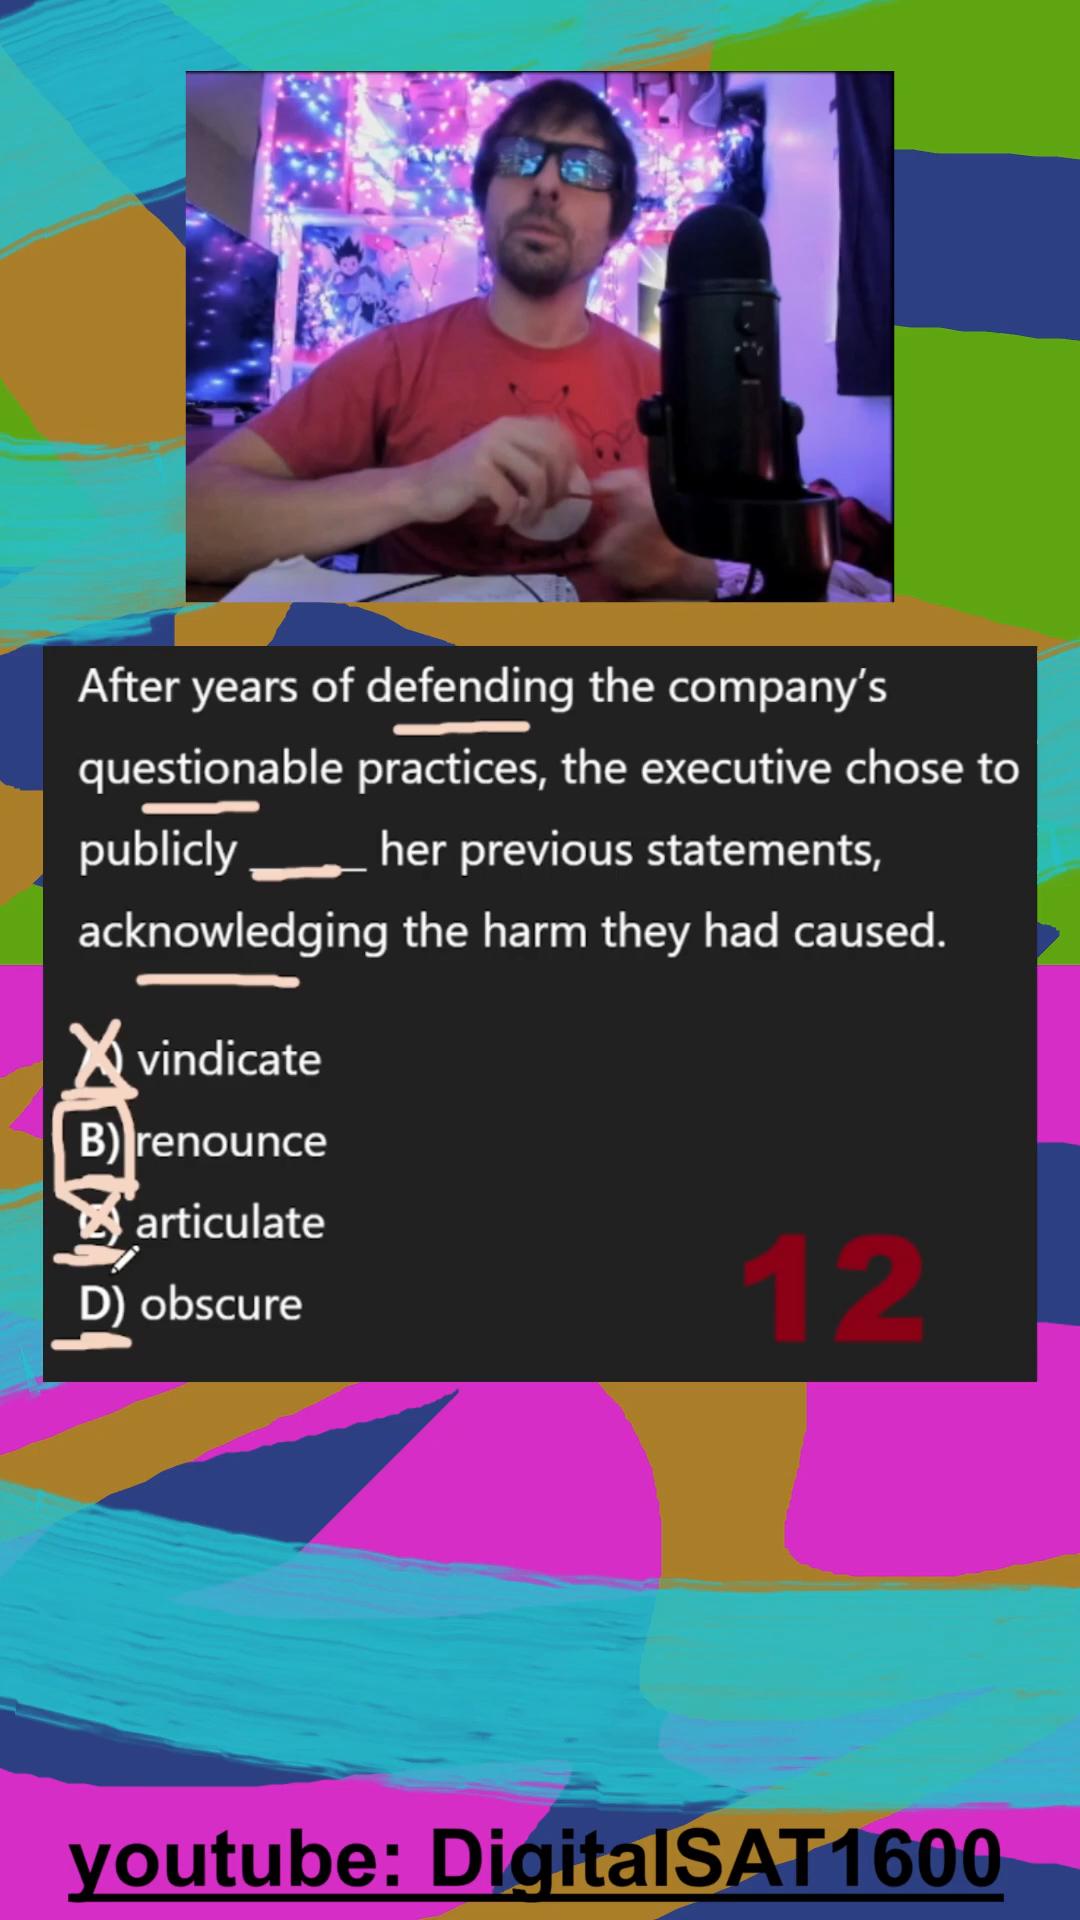 After years of defending the company's
questionable practices, the executive chose to
publicly _____ her previous statements,
acknowledging the harm they had caused.
A) vindicate
B) renounce
C) articulate
D) obscure
12
youtube: DigitalSAT1600